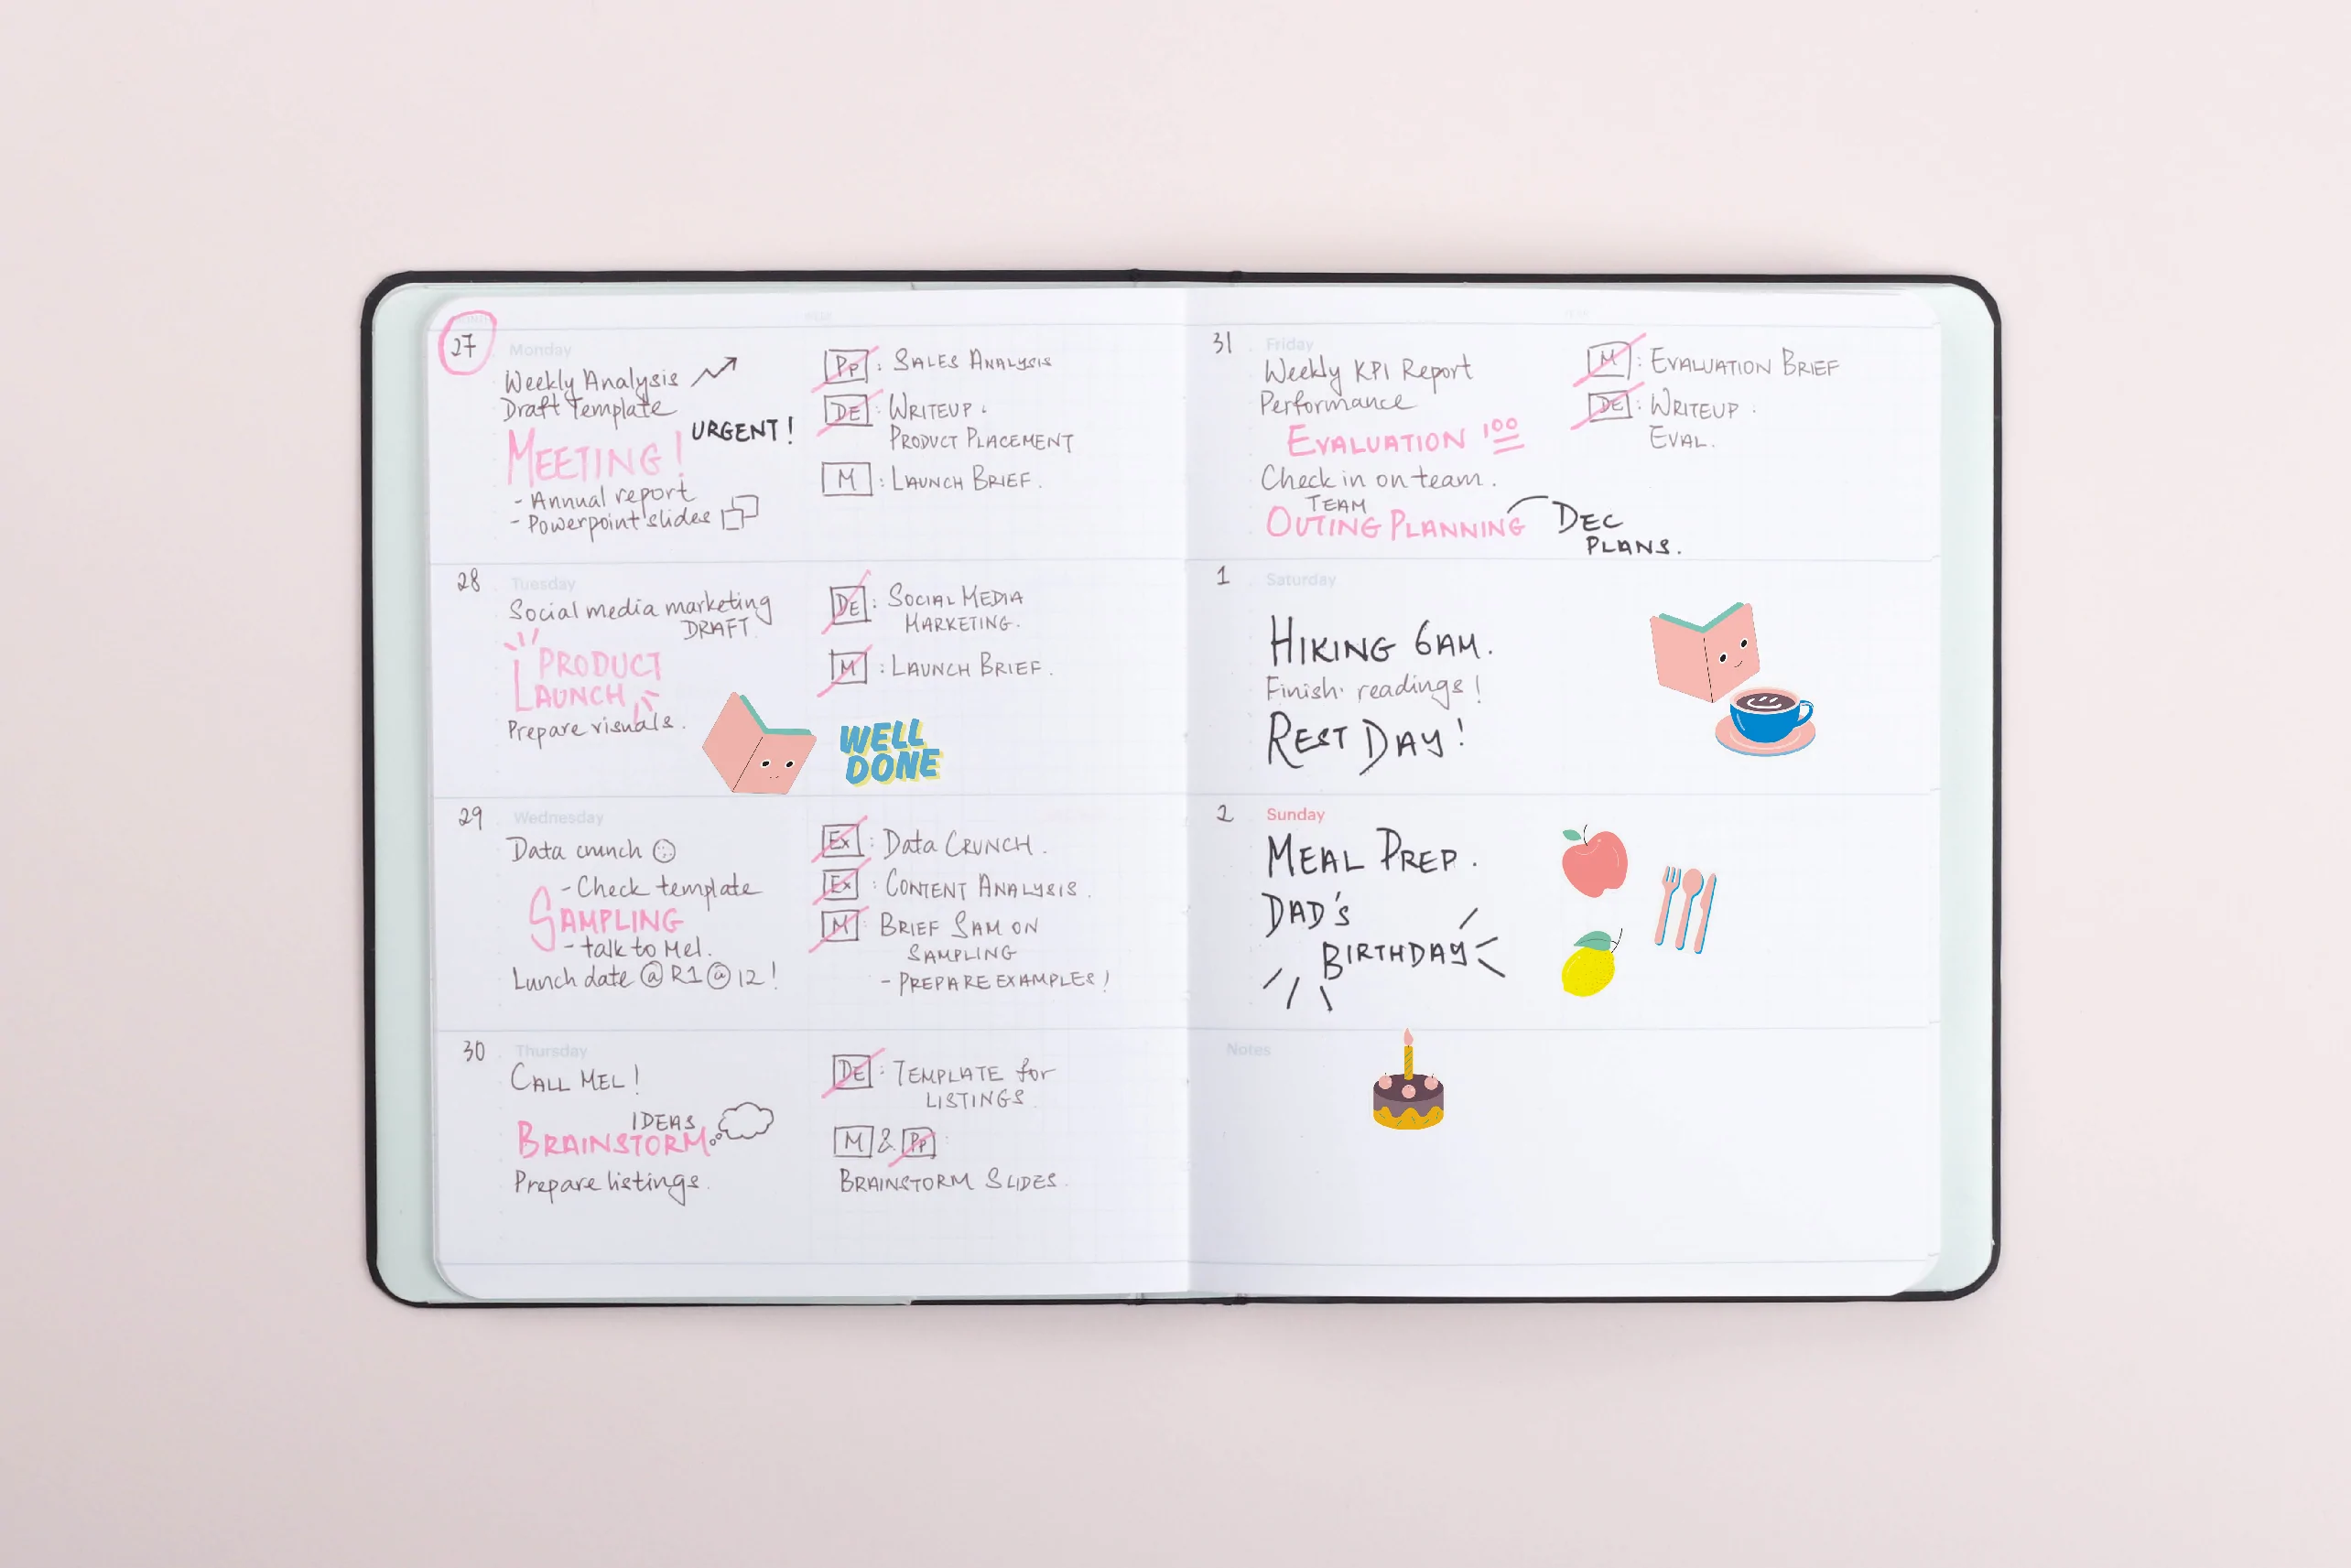 27
Monday
Weekly Analysis
Draft Template
URGENT!
MEETING!
- Annual report
- Powerpoint slides
Pp : SALES ANALYSIS
DE : WRITEUP.
PRODUCT PLACEMENT
M : LAUNCH BRIEF.
28
Tuesday
Social media marketing
DRAFT.
PRODUCT
LAUNCH
Prepare visuals.
DE : SOCIAL MEDIA
MARKETING.
M : LAUNCH BRIEF.
WELL
DONE
29
Wednesday
Data crunch
- Check template
SAMPLING
- talk to Mel.
Lunch date @ R1 @ 12!
Ex : Data CRUNCH.
Ex : CONTENT ANALYSIS.
M : BRIEF SAM ON
SAMPLING
- PREPARE EXAMPLES!
30
Thursday
CALL MEL!
IDEAS
BRAINSTORM
Prepare listings.
DE : TEMPLATE for
LISTINGS.
M & Pp :
BRAINSTORM SLIDES.
31
Friday
Weekly KPI Report
Performance
EVALUATION 100
Check in on team.
TEAM
OUTING PLANNING
DEC
PLANS.
M : EVALUATION BRIEF
DE : WRITEUP.
EVAL.
1
Saturday
HIKING 6AM.
Finish readings!
REST DAY!
2
Sunday
MEAL PREP.
DAD'S
BIRTHDAY
Notes